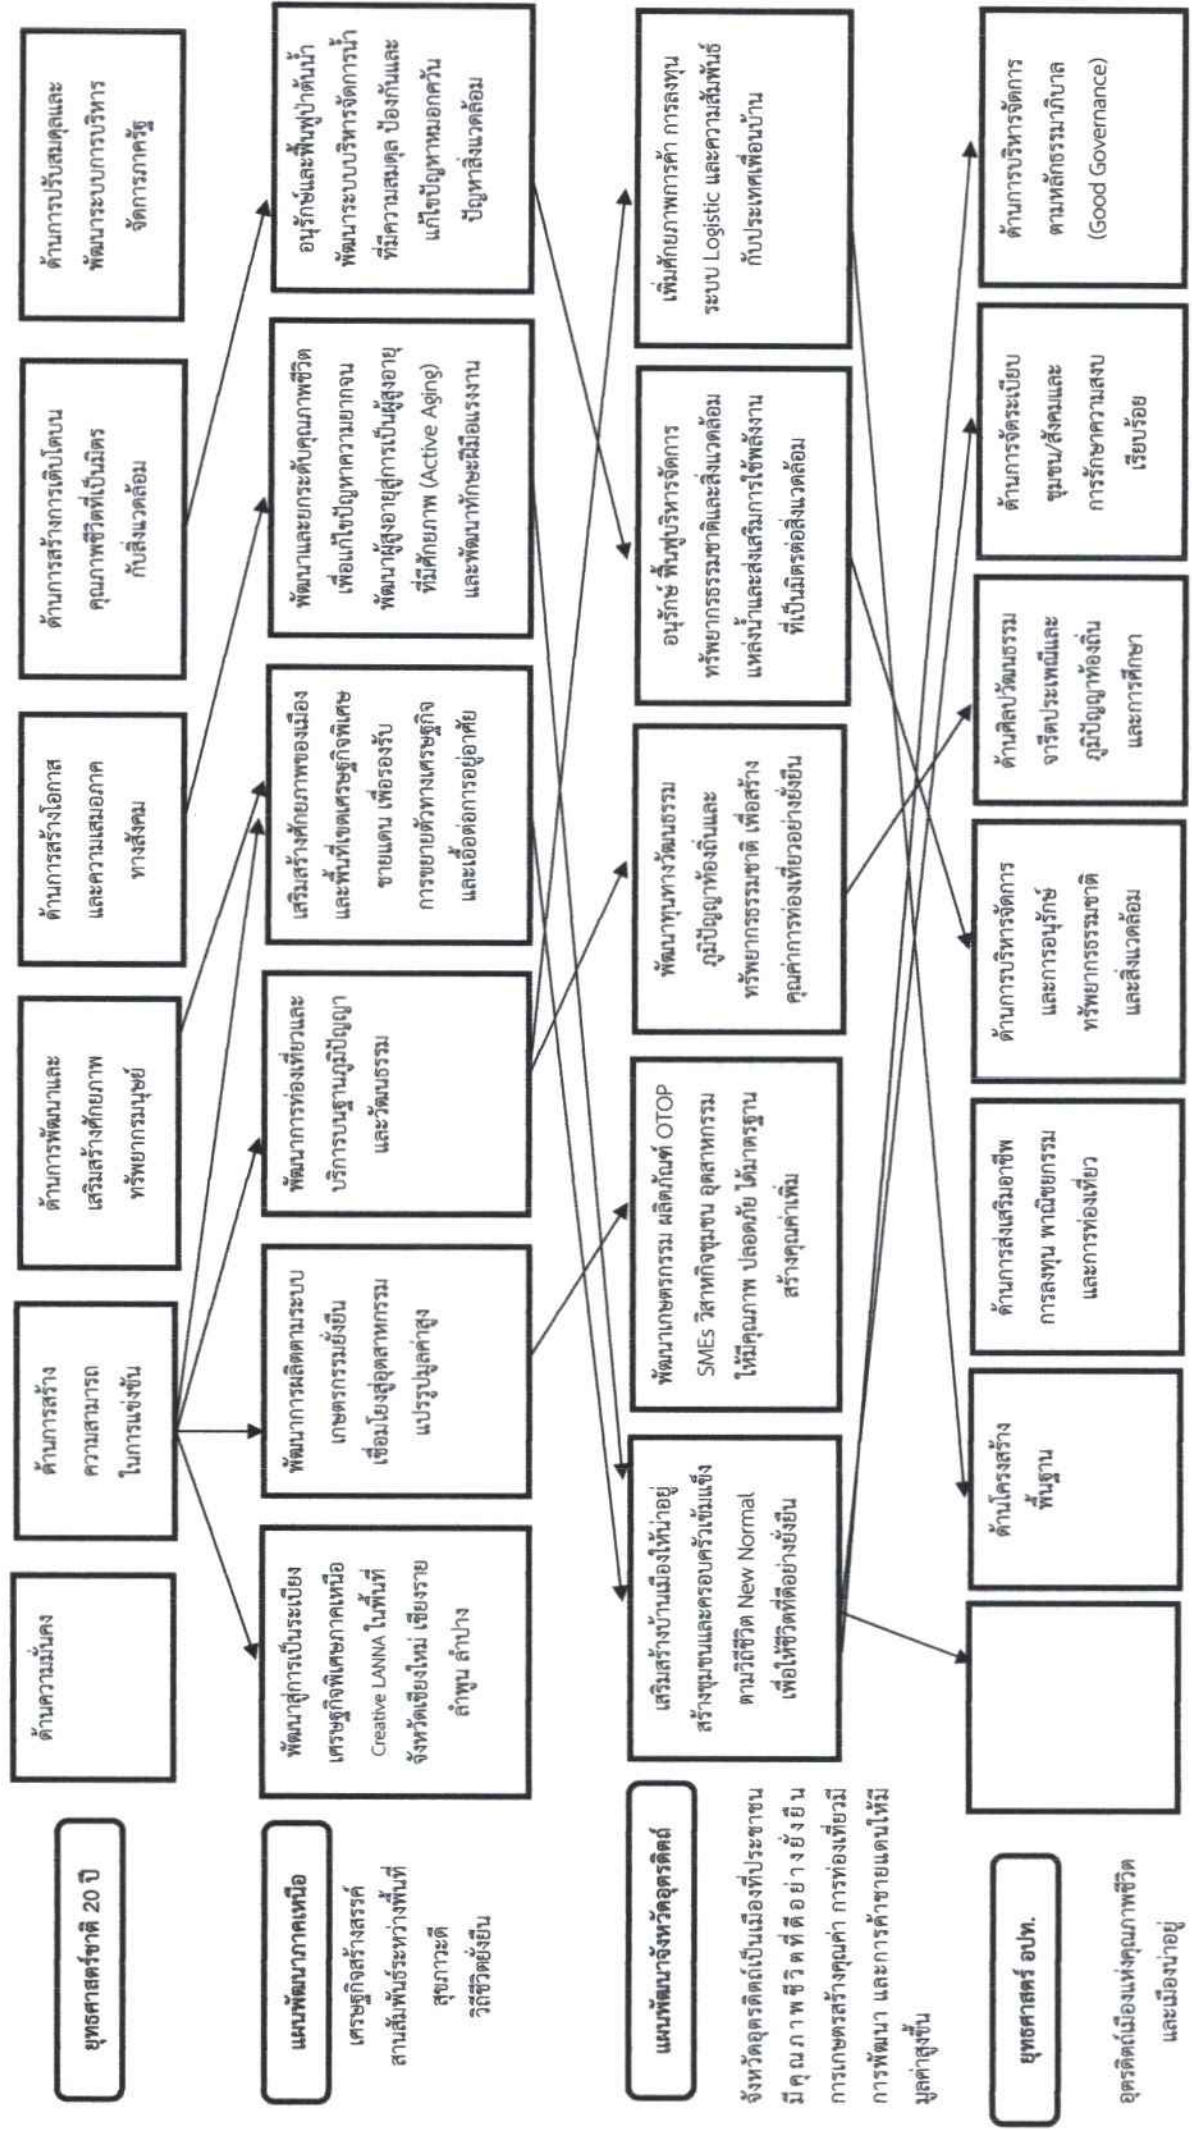 ยุทธศาสตร์ชาติ 20 ปี
ด้านความมั่นคง
ด้านการสร้าง
ความสามารถ
ในการแข่งขัน
ด้านการพัฒนาและ
เสริมสร้างศักยภาพ
ทรัพยากรมนุษย์
ด้านการสร้างโอกาส
และความเสมอภาค
ทางสังคม
ด้านการสร้างการเติบโตบน
คุณภาพชีวิตที่เป็นมิตร
กับสิ่งแวดล้อม
ด้านการปรับสมดุลและ
พัฒนาระบบการบริหาร
จัดการภาครัฐ
แผนพัฒนาภาคเหนือ
เศรษฐกิจสร้างสรรค์
สานสัมพันธ์ระหว่างพื้นที่
สุขภาวะดี
วิถีชีวิตยั่งยืน
พัฒนาสู่การเป็นระเบียง
เศรษฐกิจพิเศษภาคเหนือ
Creative LANNA ในพื้นที่
จังหวัดเชียงใหม่ เชียงราย
ลำพูน ลำปาง
พัฒนาการผลิตตามระบบ
เกษตรกรรมยั่งยืน
เชื่อมโยงสู่อุตสาหกรรม
แปรรูปมูลค่าสูง
พัฒนาการท่องเที่ยวและ
บริการบนฐานภูมิปัญญา
และวัฒนธรรม
เสริมสร้างศักยภาพของเมือง
และพื้นที่เขตเศรษฐกิจพิเศษ
ชายแดน เพื่อรองรับ
การขยายตัวทางเศรษฐกิจ
และเอื้อต่อการอยู่อาศัย
พัฒนาและยกระดับคุณภาพชีวิต
เพื่อแก้ไขปัญหาความยากจน
พัฒนาผู้สูงอายุสู่การเป็นผู้สูงอายุ
ที่มีศักยภาพ (Active Aging)
และพัฒนาทักษะฝีมือแรงงาน
อนุรักษ์และฟื้นฟูป่าต้นน้ำ
พัฒนาระบบบริหารจัดการน้ำ
ที่มีความสมดุล ป้องกันและ
แก้ไขปัญหาหมอกควัน
ปัญหาสิ่งแวดล้อม
แผนพัฒนาจังหวัดอุตรดิตถ์
จังหวัดอุตรดิตถ์เป็นเมืองที่ประชาชน
มีคุณภาพชีวิตที่ดีอย่างยั่งยืน
การเกษตรสร้างคุณค่า การท่องเที่ยวมี
การพัฒนา และการค้าชายแดนให้มี
มูลค่าสูงขึ้น
เสริมสร้างบ้านเมืองให้น่าอยู่
สร้างชุมชนและครอบครัวเข้มแข็ง
ตามวิถีชีวิต New Normal
เพื่อให้ชีวิตที่ดีอย่างยั่งยืน
พัฒนาเกษตรกรรม ผลิตภัณฑ์ OTOP
SMEs วิสาหกิจชุมชน อุตสาหกรรม
ให้มีคุณภาพ ปลอดภัย ได้มาตรฐาน
สร้างคุณค่าเพิ่ม
พัฒนาทุนทางวัฒนธรรม
ภูมิปัญญาท้องถิ่นและ
ทรัพยากรธรรมชาติ เพื่อสร้าง
คุณค่าการท่องเที่ยวอย่างยั่งยืน
อนุรักษ์ ฟื้นฟูบริหารจัดการ
ทรัพยากรธรรมชาติและสิ่งแวดล้อม
แหล่งน้ำและส่งเสริมการใช้พลังงาน
ที่เป็นมิตรต่อสิ่งแวดล้อม
เพิ่มศักยภาพการค้า การลงทุน
ระบบ Logistic และความสัมพันธ์
กับประเทศเพื่อนบ้าน
ยุทธศาสตร์ อปท.
อุตรดิตถ์เมืองแห่งคุณภาพชีวิต
และเมืองน่าอยู่
ด้านโครงสร้าง
พื้นฐาน
ด้านการส่งเสริมอาชีพ
การลงทุน พาณิชยกรรม
และการท่องเที่ยว
ด้านการบริหารจัดการ
และการอนุรักษ์
ทรัพยากรธรรมชาติ
และสิ่งแวดล้อม
ด้านศิลปวัฒนธรรม
จารีตประเพณีและ
ภูมิปัญญาท้องถิ่น
และการศึกษา
ด้านการจัดระเบียบ
ชุมชน/สังคมและ
การรักษาความสงบ
เรียบร้อย
ด้านการบริหารจัดการ
ตามหลักธรรมาภิบาล
(Good Governance)